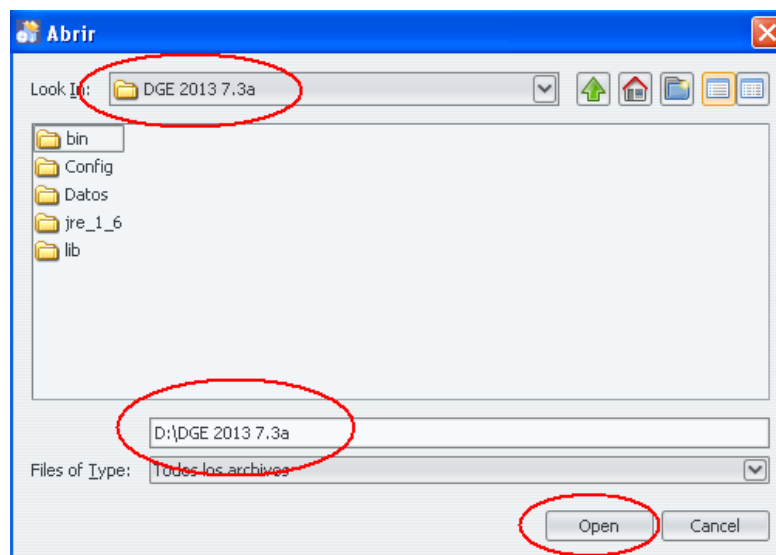 Abrir
Look In: DGE 2013 7.3a
bin
Config
Datos
jre_1_6
lib
D:\DGE 2013 7.3a
Files of Type: Todos los archivos
Open Cancel